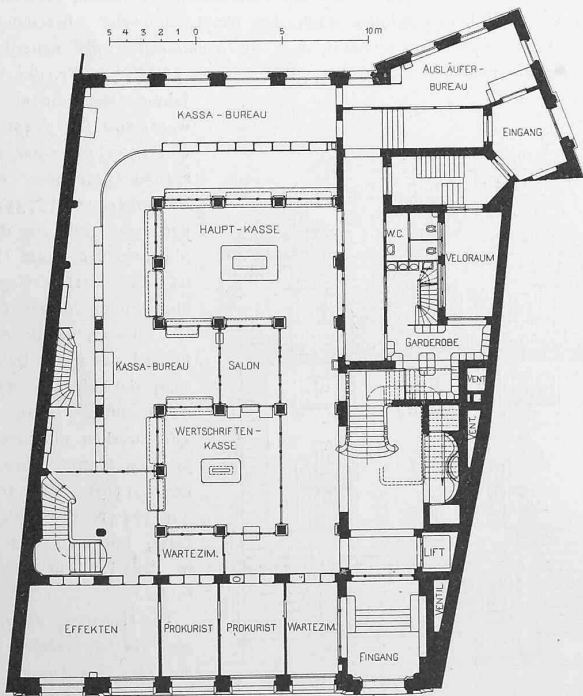 5 4 3 2 1 0 5 10 m
AUSLÄUFER-
BUREAU
KASSA-BUREAU
EINGANG
HAUPT-KASSE
W.C.
VELORAUM
GARDEROBE
KASSA-BUREAU
SALON
VENT.
WERTSCHRIFTEN-
KASSE
VENT.
WARTEZIM.
LIFT
VENTIL
EFFEKTEN
PROKURIST
PROKURIST
WARTEZIM.
EINGANG